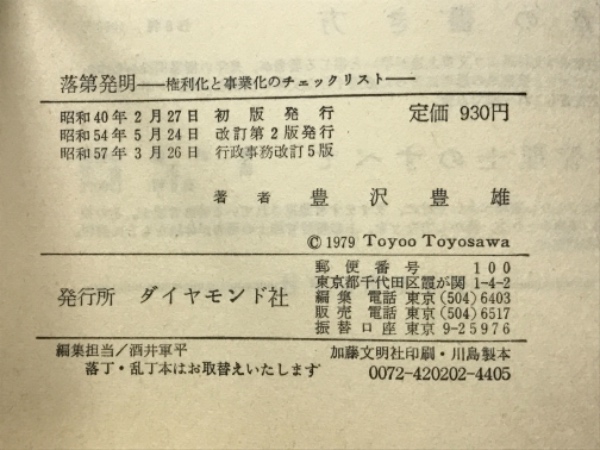 落第発明——権利化と事業化のチェックリスト——
昭和40年2月27日 初版発行 定価 930円
昭和54年5月24日 改訂第2版発行
昭和57年3月26日 行政事務改訂5版
著者 豊沢豊雄
© 1979 Toyoo Toyosawa
発行所 ダイヤモンド社
郵便番号 100
東京都千代田区霞が関 1-4-2
編集 電話 東京 (504) 6403
販売 電話 東京 (504) 6517
振替口座 東京 9-25976
編集担当/酒井軍平 加藤文明社印刷・川島製本
落丁・乱丁本はお取替えいたします 0072-420202-4405